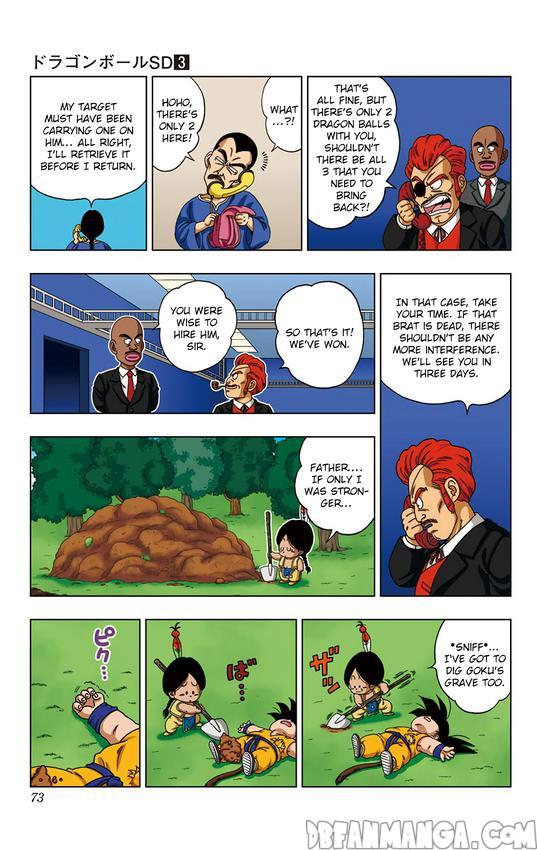 ドラゴンボールSD3
THAT'S
ALL FINE, BUT
THERE'S ONLY 2
DRAGON BALLS
WITH YOU,
SHOULDN'T
THERE BE ALL
3 THAT YOU
NEED TO
BRING
BACK?!
WHAT
...?!
HOHO,
THERE'S
ONLY 2
HERE!
MY TARGET
MUST HAVE BEEN
CARRYING ONE ON
HIM... ALL RIGHT,
I'LL RETRIEVE IT
BEFORE I RETURN.
IN THAT CASE, TAKE
YOUR TIME. IF THAT
BRAT IS DEAD, THERE
SHOULDN'T BE ANY
MORE INTERFERENCE.
WE'LL SEE YOU IN
THREE DAYS.
SO THAT'S IT!
WE'VE WON.
YOU WERE
WISE TO
HIRE HIM,
SIR.
FATHER...
IF ONLY I
WAS STRON-
GER...
*SNIFF*...
I'VE GOT TO
DIG GOKU'S
GRAVE TOO.
ザッ
ば…
ピク…
73
DBFANMANGA.COM